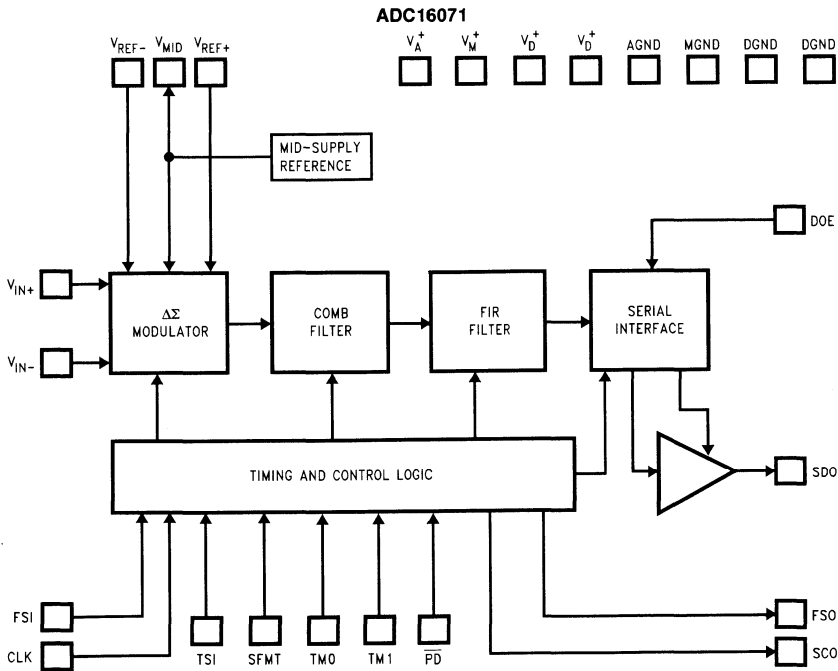 ADC16071
VREF- VMID VREF+ VA+ VM+ VD+ VD+ AGND MGND DGND DGND
MID-SUPPLY
REFERENCE
DOE
VIN+
ΔΣ
MODULATOR
COMB
FILTER
FIR
FILTER
SERIAL
INTERFACE
VIN-
TIMING AND CONTROL LOGIC
SDO
FSI
FSO
CLK
TSI SFMT TM0 TM1 P̅D̅
SCO